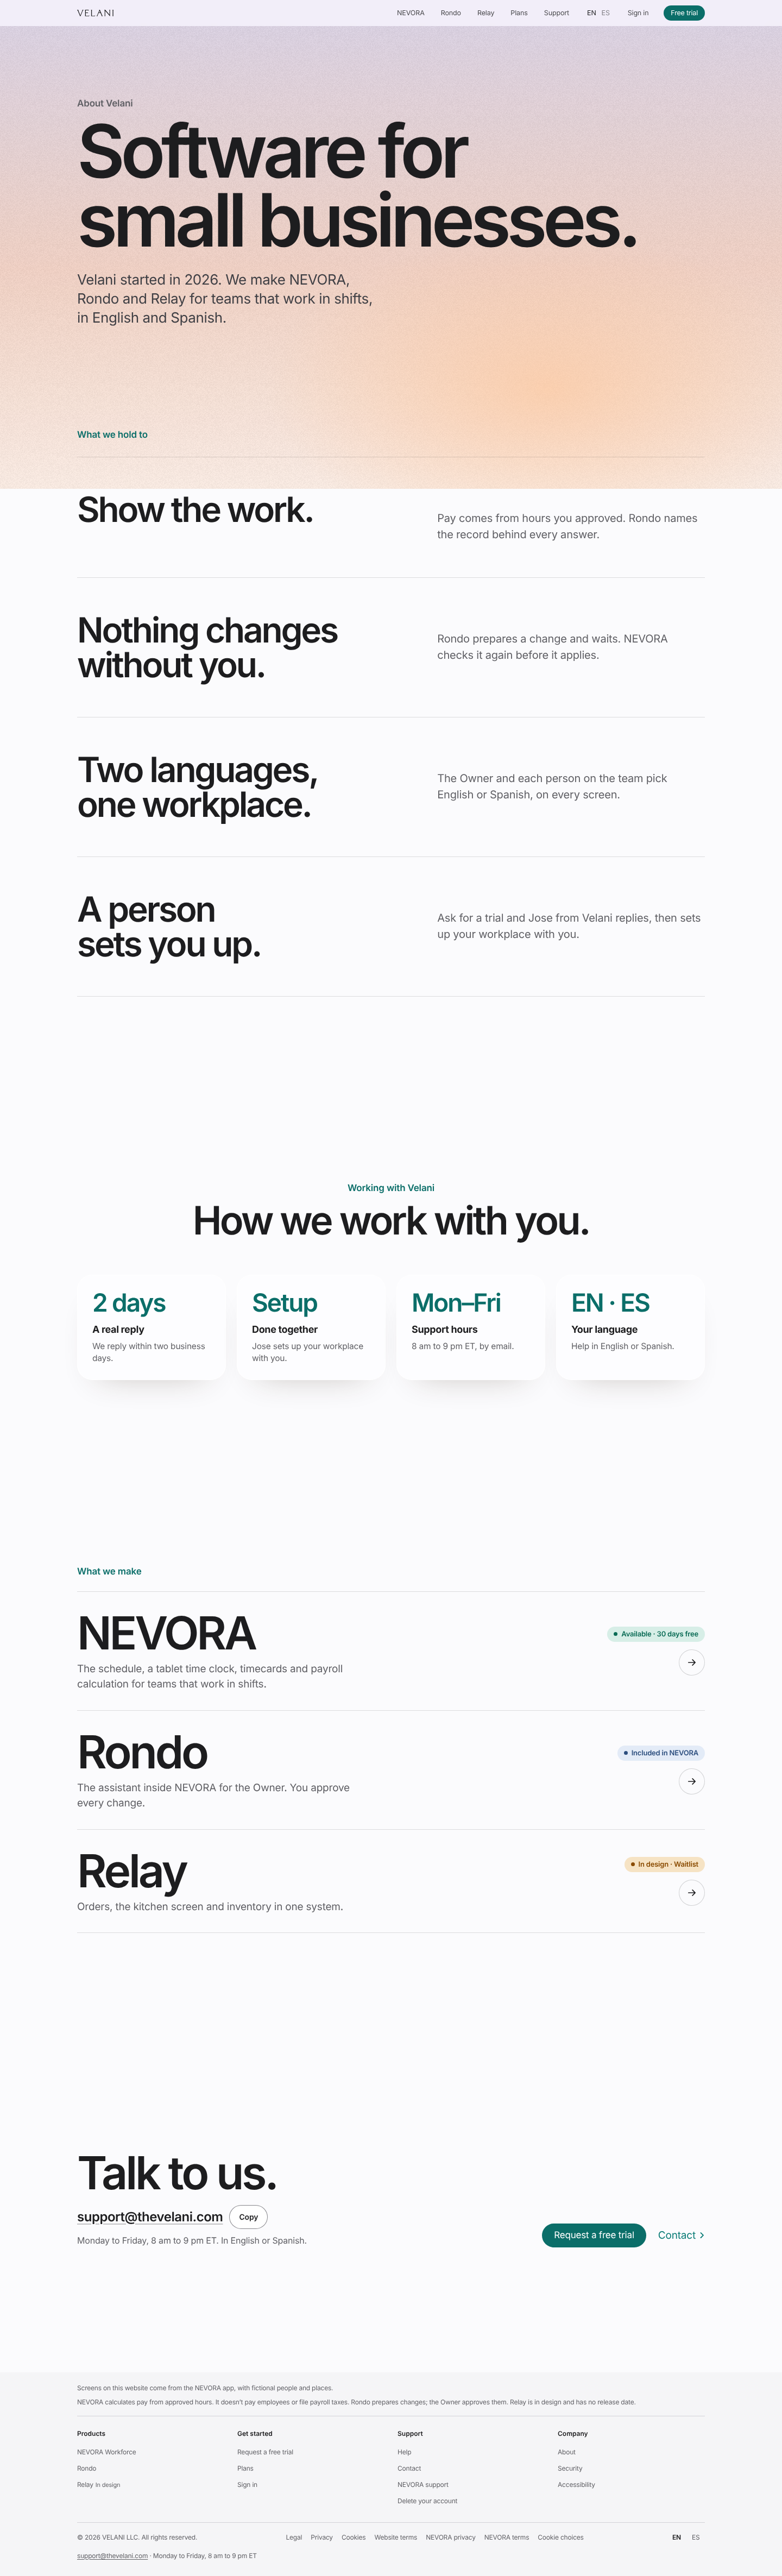 VELANI
NEVORA Rondo Relay Plans Support EN ES Sign in Free trial
About Velani
Software for
small businesses.
Velani started in 2026. We make NEVORA,
Rondo and Relay for teams that work in shifts,
in English and Spanish.
What we hold to
Show the work.
Pay comes from hours you approved. Rondo names
the record behind every answer.
Nothing changes
without you.
Rondo prepares a change and waits. NEVORA
checks it again before it applies.
Two languages,
one workplace.
The Owner and each person on the team pick
English or Spanish, on every screen.
A person
sets you up.
Ask for a trial and Jose from Velani replies, then sets
up your workplace with you.
Working with Velani
How we work with you.
2 days
A real reply
We reply within two business
days.
Setup
Done together
Jose sets up your workplace
with you.
Mon–Fri
Support hours
8 am to 9 pm ET, by email.
EN · ES
Your language
Help in English or Spanish.
What we make
NEVORA
The schedule, a tablet time clock, timecards and payroll
calculation for teams that work in shifts.
Available · 30 days free
Rondo
The assistant inside NEVORA for the Owner. You approve
every change.
Included in NEVORA
Relay
Orders, the kitchen screen and inventory in one system.
In design · Waitlist
Talk to us.
support@thevelani.com Copy
Monday to Friday, 8 am to 9 pm ET. In English or Spanish.
Request a free trial Contact
Screens on this website come from the NEVORA app, with fictional people and places.
NEVORA calculates pay from approved hours. It doesn't pay employees or file payroll taxes. Rondo prepares changes; the Owner approves them. Relay is in design and has no release date.
Products
NEVORA Workforce
Rondo
Relay In design
Get started
Request a free trial
Plans
Sign in
Support
Help
Contact
NEVORA support
Delete your account
Company
About
Security
Accessibility
© 2026 VELANI LLC. All rights reserved.
Legal Privacy Cookies Website terms NEVORA privacy NEVORA terms Cookie choices
EN ES
support@thevelani.com · Monday to Friday, 8 am to 9 pm ET